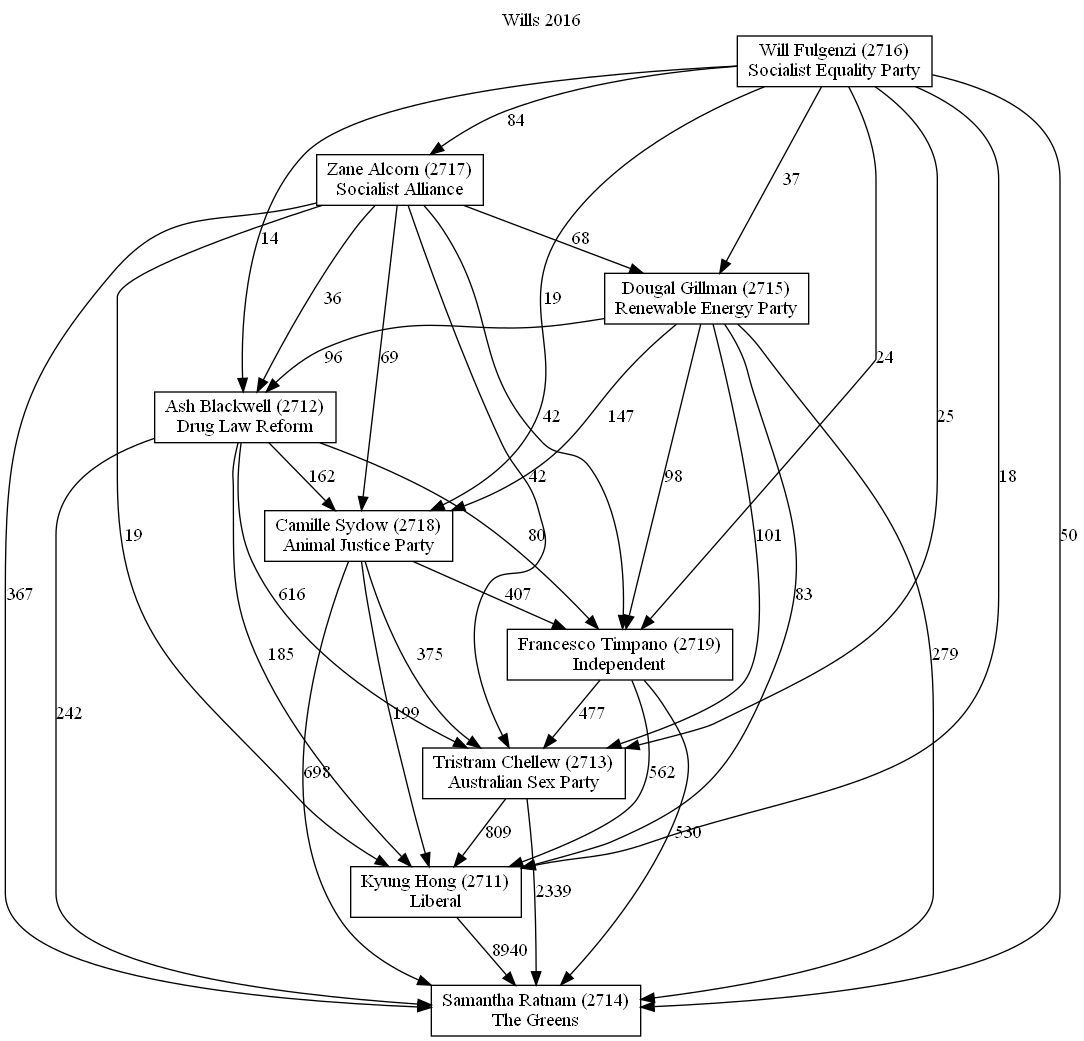 Wills 2016
Will Fulgenzi (2716)
Socialist Equality Party
84
Zane Alcorn (2717)
Socialist Alliance
37
14
68
Dougal Gillman (2715)
Renewable Energy Party
36
19
96
69
24
Ash Blackwell (2712)
Drug Law Reform
42
147
25
162
42
98
18
Camille Sydow (2718)
Animal Justice Party
19
80
101
50
367
616
407
83
Francesco Timpano (2719)
Independent
185
375
279
242
199
477
Tristram Chellew (2713)
Australian Sex Party
698
562
809
530
Kyung Hong (2711)
Liberal
2339
8940
Samantha Ratnam (2714)
The Greens